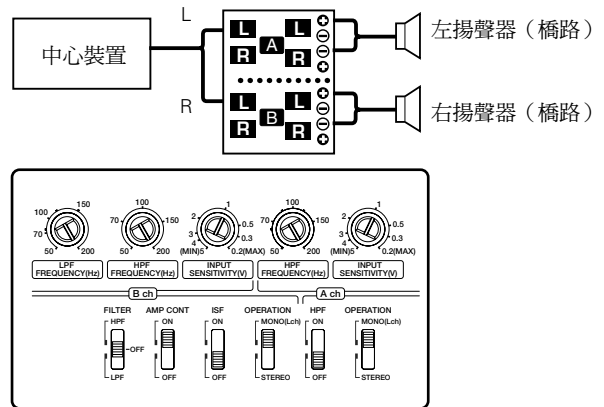 L
中心裝置
L L ⊕
A ⊖
R R ⊖
⊕
左揚聲器（橋路）
R
L L ⊕
B ⊖
R R ⊖
⊕
右揚聲器（橋路）
50 70 100 150 200
LPF
FREQUENCY(Hz)
50 70 100 150 200
HPF
FREQUENCY(Hz)
(MIN)5 4 3 2 1 0.5 0.3 0.2(MAX)
INPUT
SENSITIVITY(V)
50 70 100 150 200
HPF
FREQUENCY(Hz)
(MIN)5 4 3 2 1 0.5 0.3 0.2(MAX)
INPUT
SENSITIVITY(V)
B ch
A ch
FILTER AMP CONT ISF OPERATION HPF OPERATION
HPF ON ON MONO(Lch) ON MONO(Lch)
OFF
LPF OFF OFF STEREO OFF STEREO